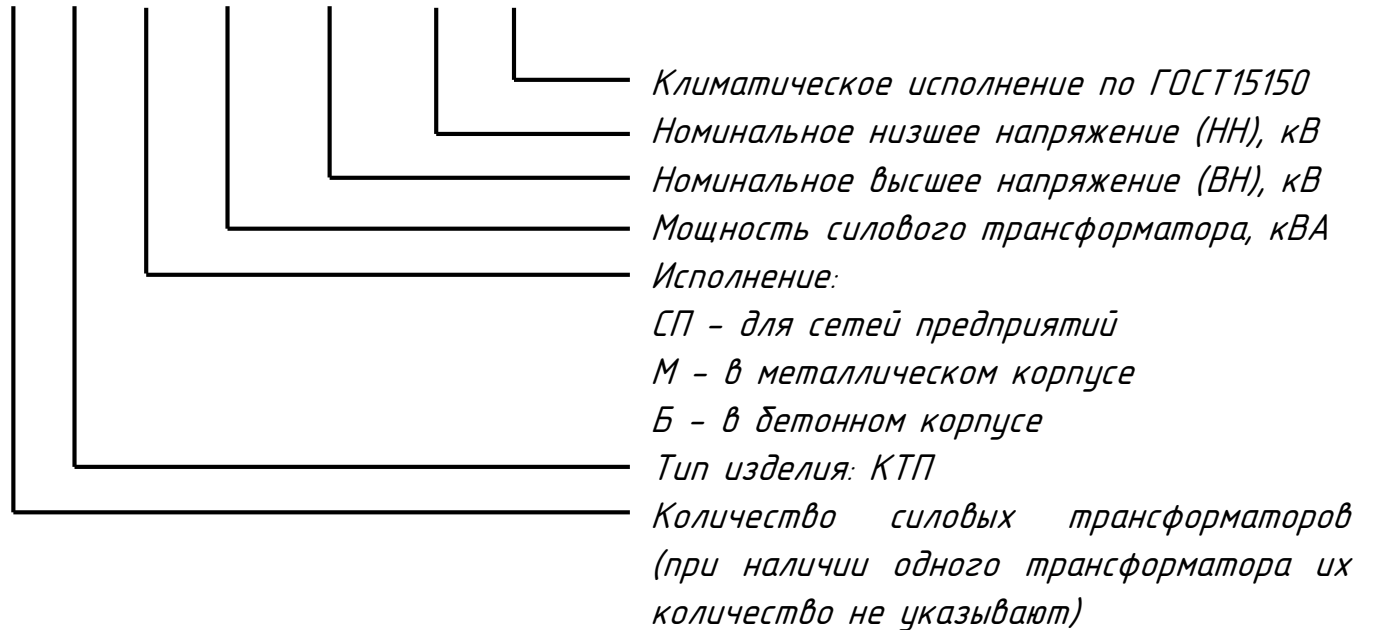 Климатическое исполнение по ГОСТ15150
Номинальное низшее напряжение (НН), кВ
Номинальное высшее напряжение (ВН), кВ
Мощность силового трансформатора, кВА
Исполнение:
СП – для сетей предприятий
М – в металлическом корпусе
Б – в бетонном корпусе
Тип изделия: КТП
Количество силовых трансформаторов
(при наличии одного трансформатора их
количество не указывают)